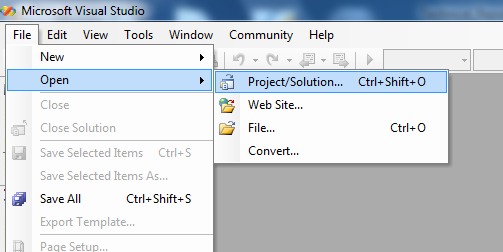 Microsoft Visual Studio
File Edit View Tools Window Community Help
New
Open
Close
Close Solution
Save Selected Items Ctrl+S
Save Selected Items As...
Save All Ctrl+Shift+S
Export Template...
Page Setup...
Project/Solution... Ctrl+Shift+O
Web Site...
File... Ctrl+O
Convert...